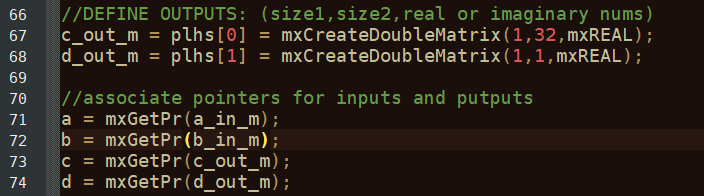 66 //DEFINE OUTPUTS: (size1,size2,real or imaginary nums)
67 c_out_m = plhs[0] = mxCreateDoubleMatrix(1,32,mxREAL);
68 d_out_m = plhs[1] = mxCreateDoubleMatrix(1,1,mxREAL);
69
70 //associate pointers for inputs and putputs
71 a = mxGetPr(a_in_m);
72 b = mxGetPr(b_in_m);
73 c = mxGetPr(c_out_m);
74 d = mxGetPr(d_out_m);